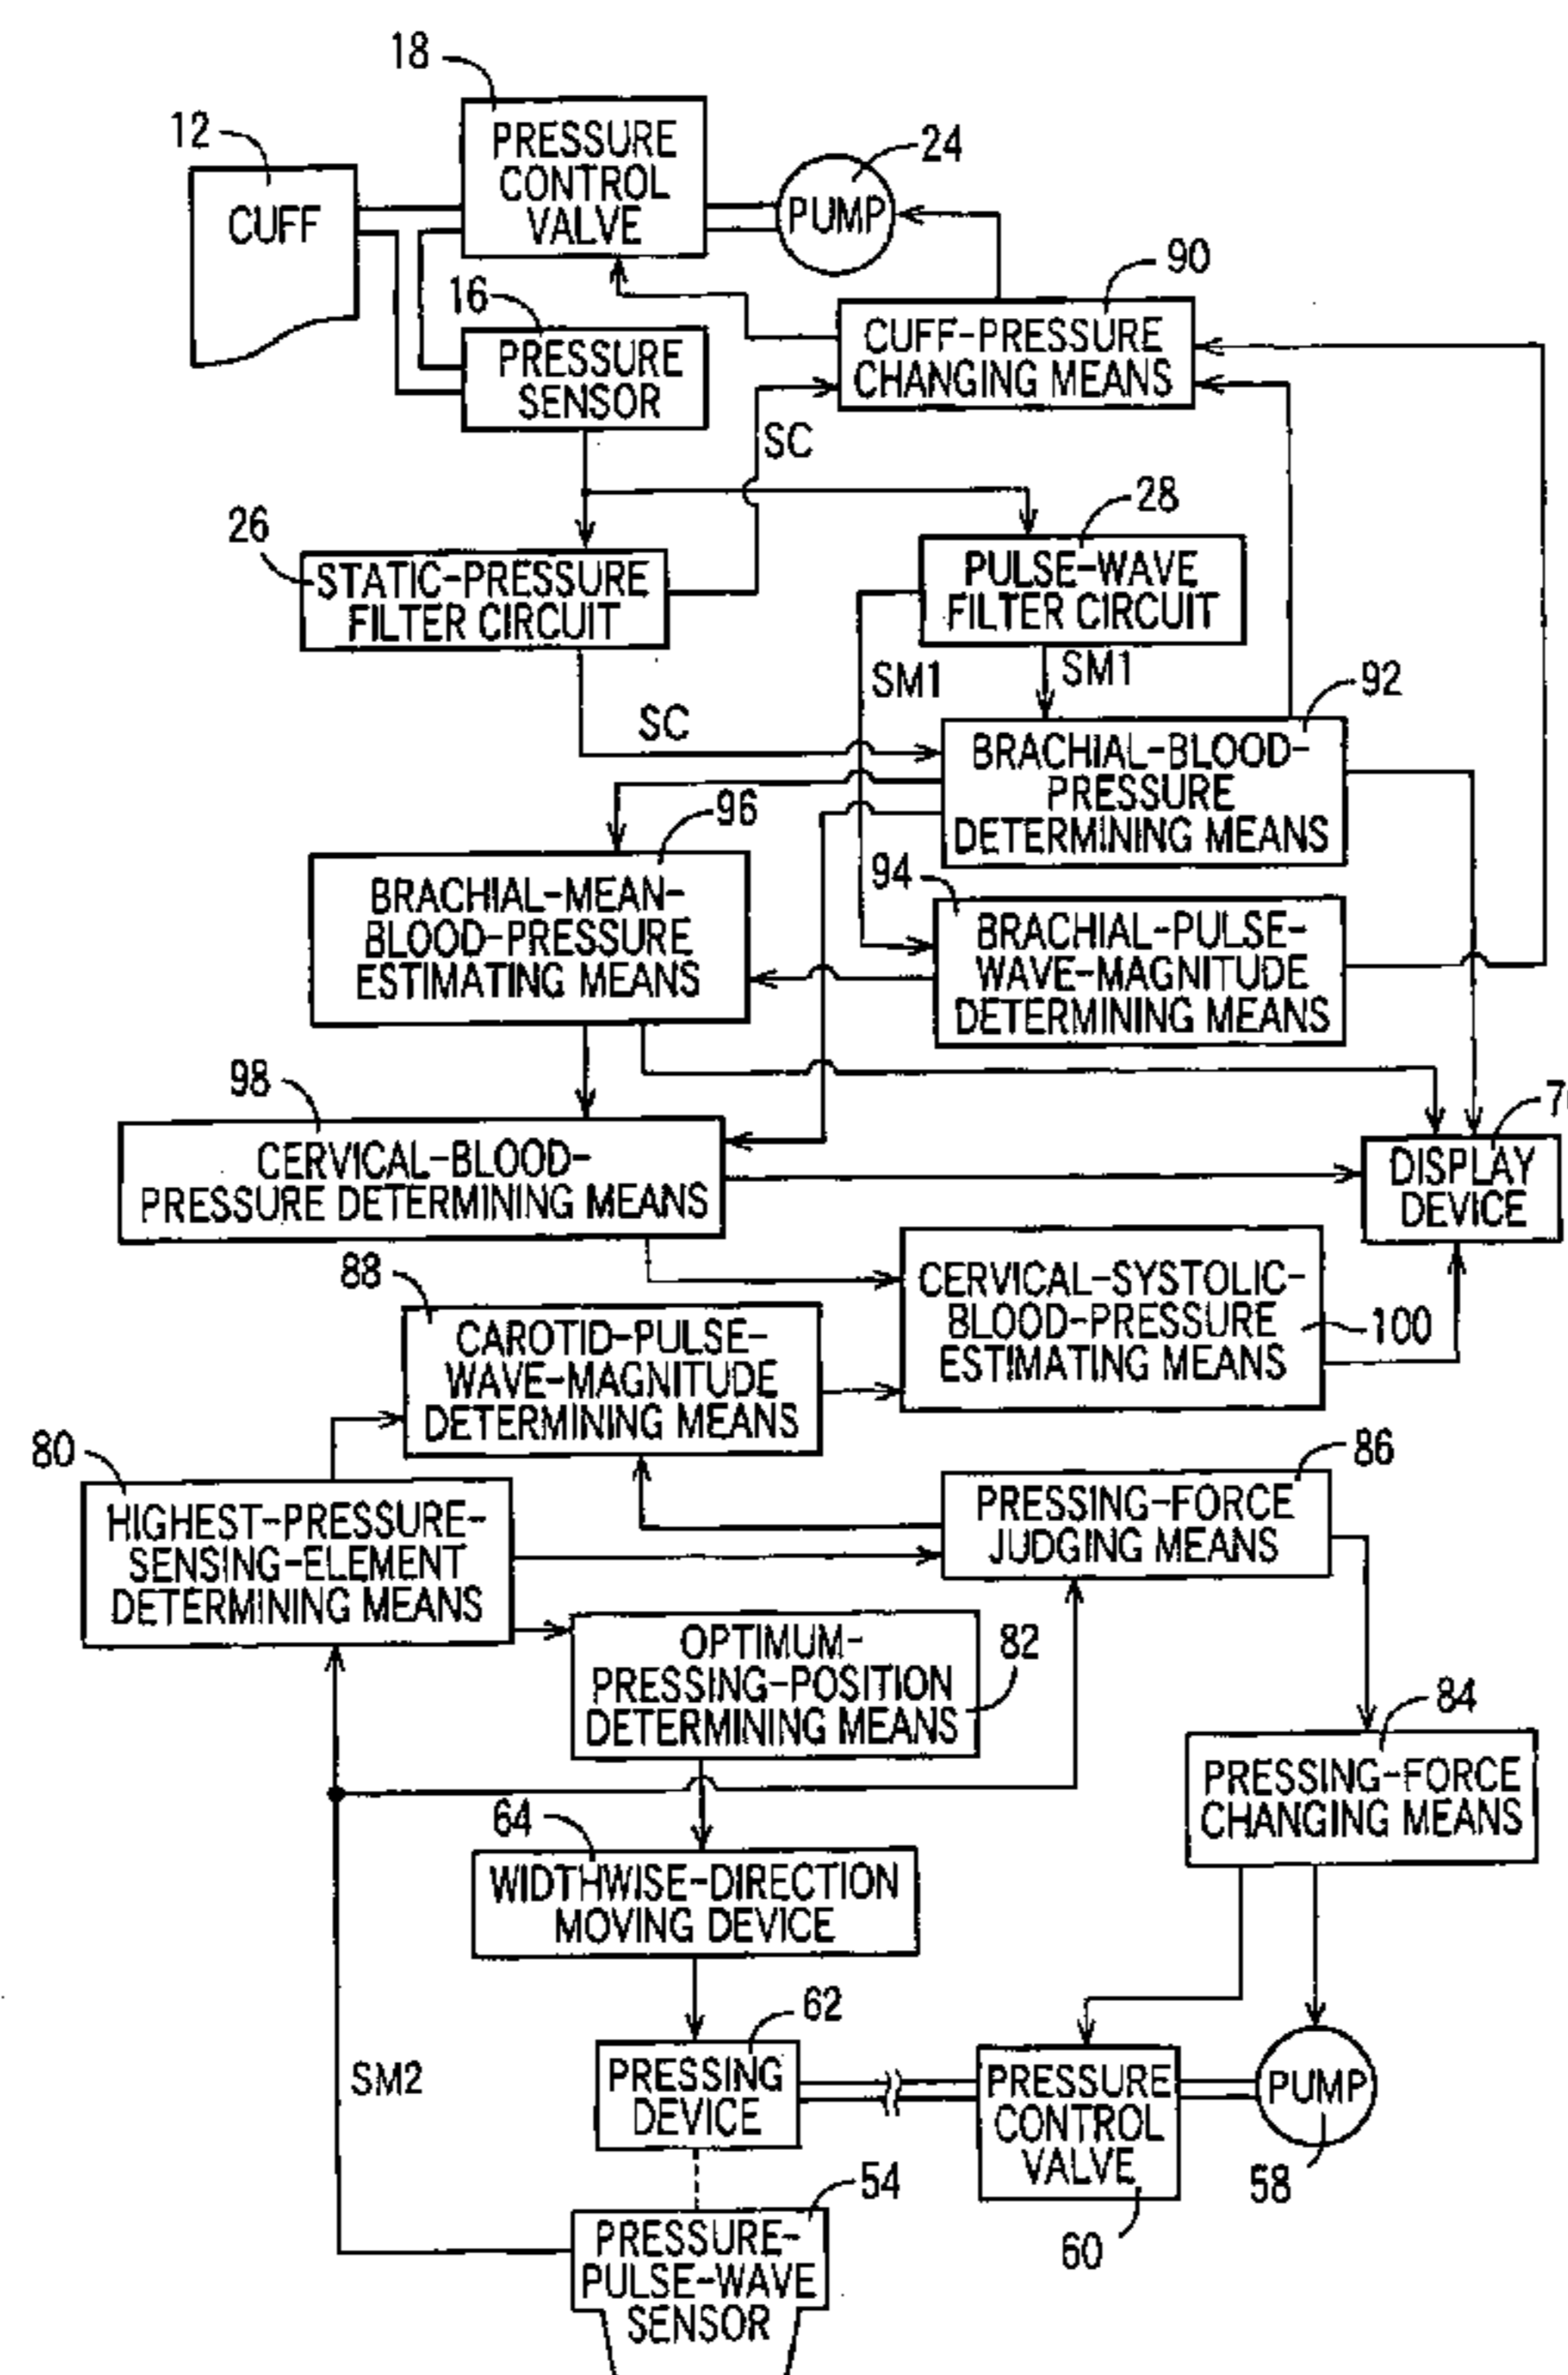 18
12
PRESSURE
CONTROL
VALVE
24
CUFF
PUMP
90
16
PRESSURE
SENSOR
CUFF-PRESSURE
CHANGING MEANS
SC
28
26
STATIC-PRESSURE
FILTER CIRCUIT
PULSE-WAVE
FILTER CIRCUIT
SM1
SM1
92
SC
BRACHIAL-BLOOD-
PRESSURE
DETERMINING MEANS
96
94
BRACHIAL-MEAN-
BLOOD-PRESSURE
ESTIMATING MEANS
BRACHIAL-PULSE-
WAVE-MAGNITUDE
DETERMINING MEANS
98
CERVICAL-BLOOD-
PRESSURE DETERMINING MEANS
DISPLAY
DEVICE
88
CERVICAL-SYSTOLIC-
BLOOD-PRESSURE
ESTIMATING MEANS
100
CAROTID-PULSE-
WAVE-MAGNITUDE
DETERMINING MEANS
80
86
HIGHEST-PRESSURE-
SENSING-ELEMENT
DETERMINING MEANS
PRESSING-FORCE
JUDGING MEANS
OPTIMUM-
PRESSING-POSITION
DETERMINING MEANS
82
84
PRESSING-FORCE
CHANGING MEANS
64
WIDTHWISE-DIRECTION
MOVING DEVICE
62
SM2
PRESSING
DEVICE
PRESSURE
CONTROL
VALVE
PUMP
58
60
54
PRESSURE-
PULSE-WAVE
SENSOR